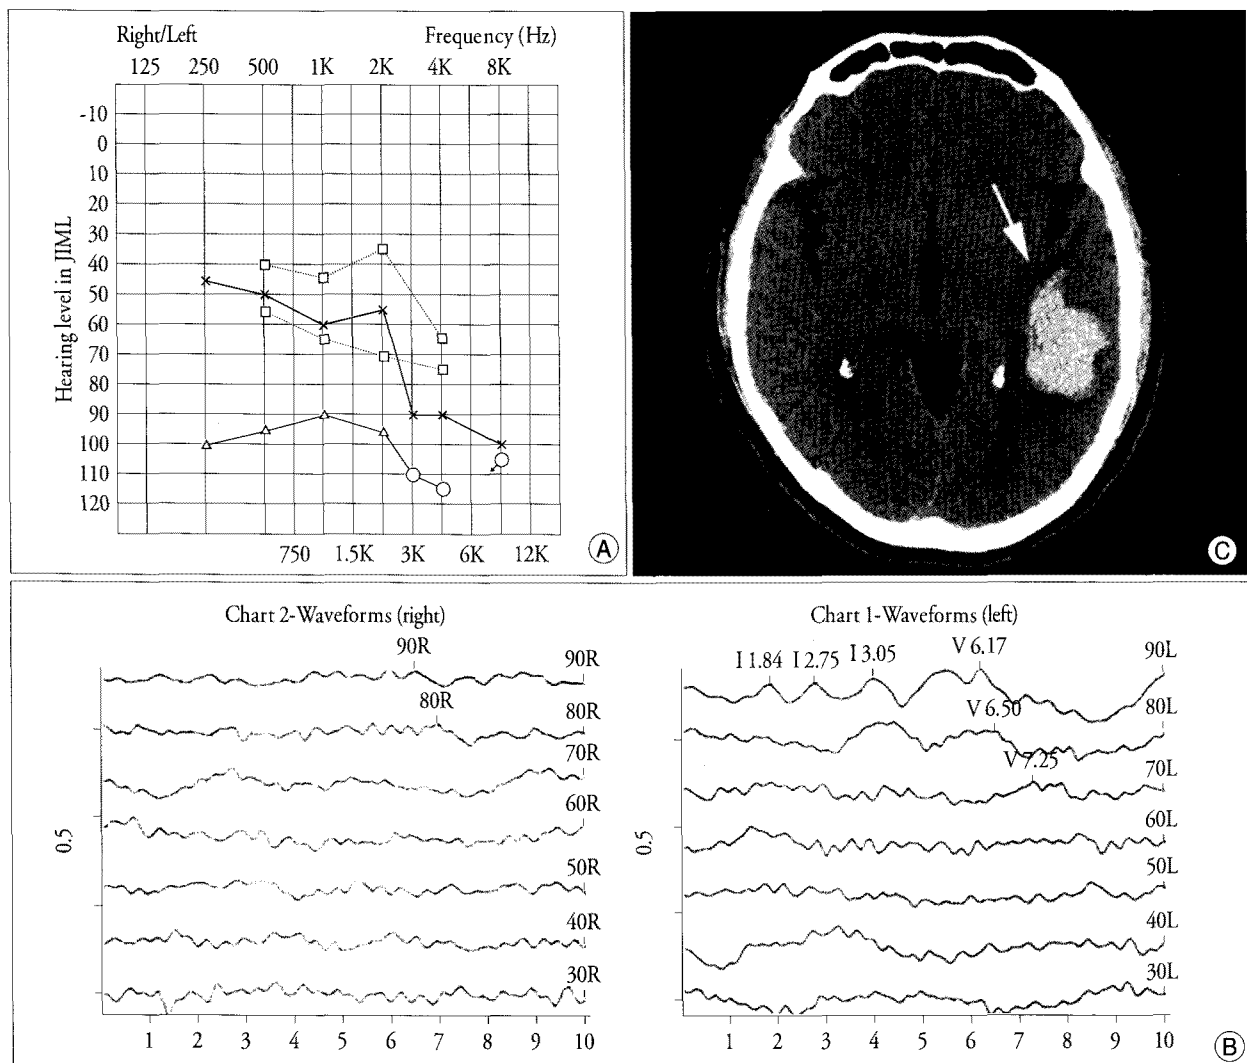 Right/Left Frequency (Hz)
125 250 500 1K 2K 4K 8K
-10
0
10
20
30
40
50
60
70
80
90
100
110
120
Hearing level in JIML
750 1.5K 3K 6K 12K
A
C
Chart 2-Waveforms (right)
90R
90R
80R
80R
70R
60R
50R
40R
30R
0.5
1 2 3 4 5 6 7 8 9 10
Chart 1-Waveforms (left)
I 1.84 I 2.75 I 3.05 V 6.17 90L
V 6.50 80L
V 7.25 70L
60L
50L
40L
30L
0.5
1 2 3 4 5 6 7 8 9 10
B